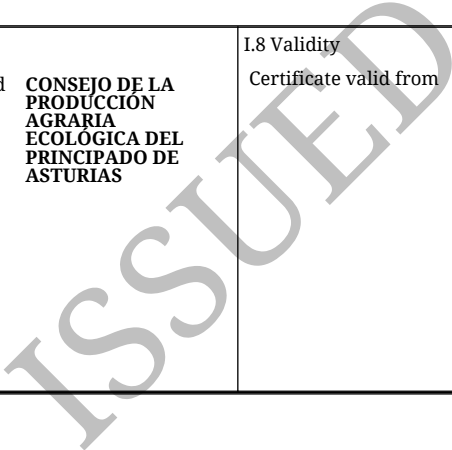 CONSEJO DE LA
PRODUCCIÓN
AGRARIA
ECOLÓGICA DEL
PRINCIPADO DE
ASTURIAS
I.8 Validity
Certificate valid from
ISSUED